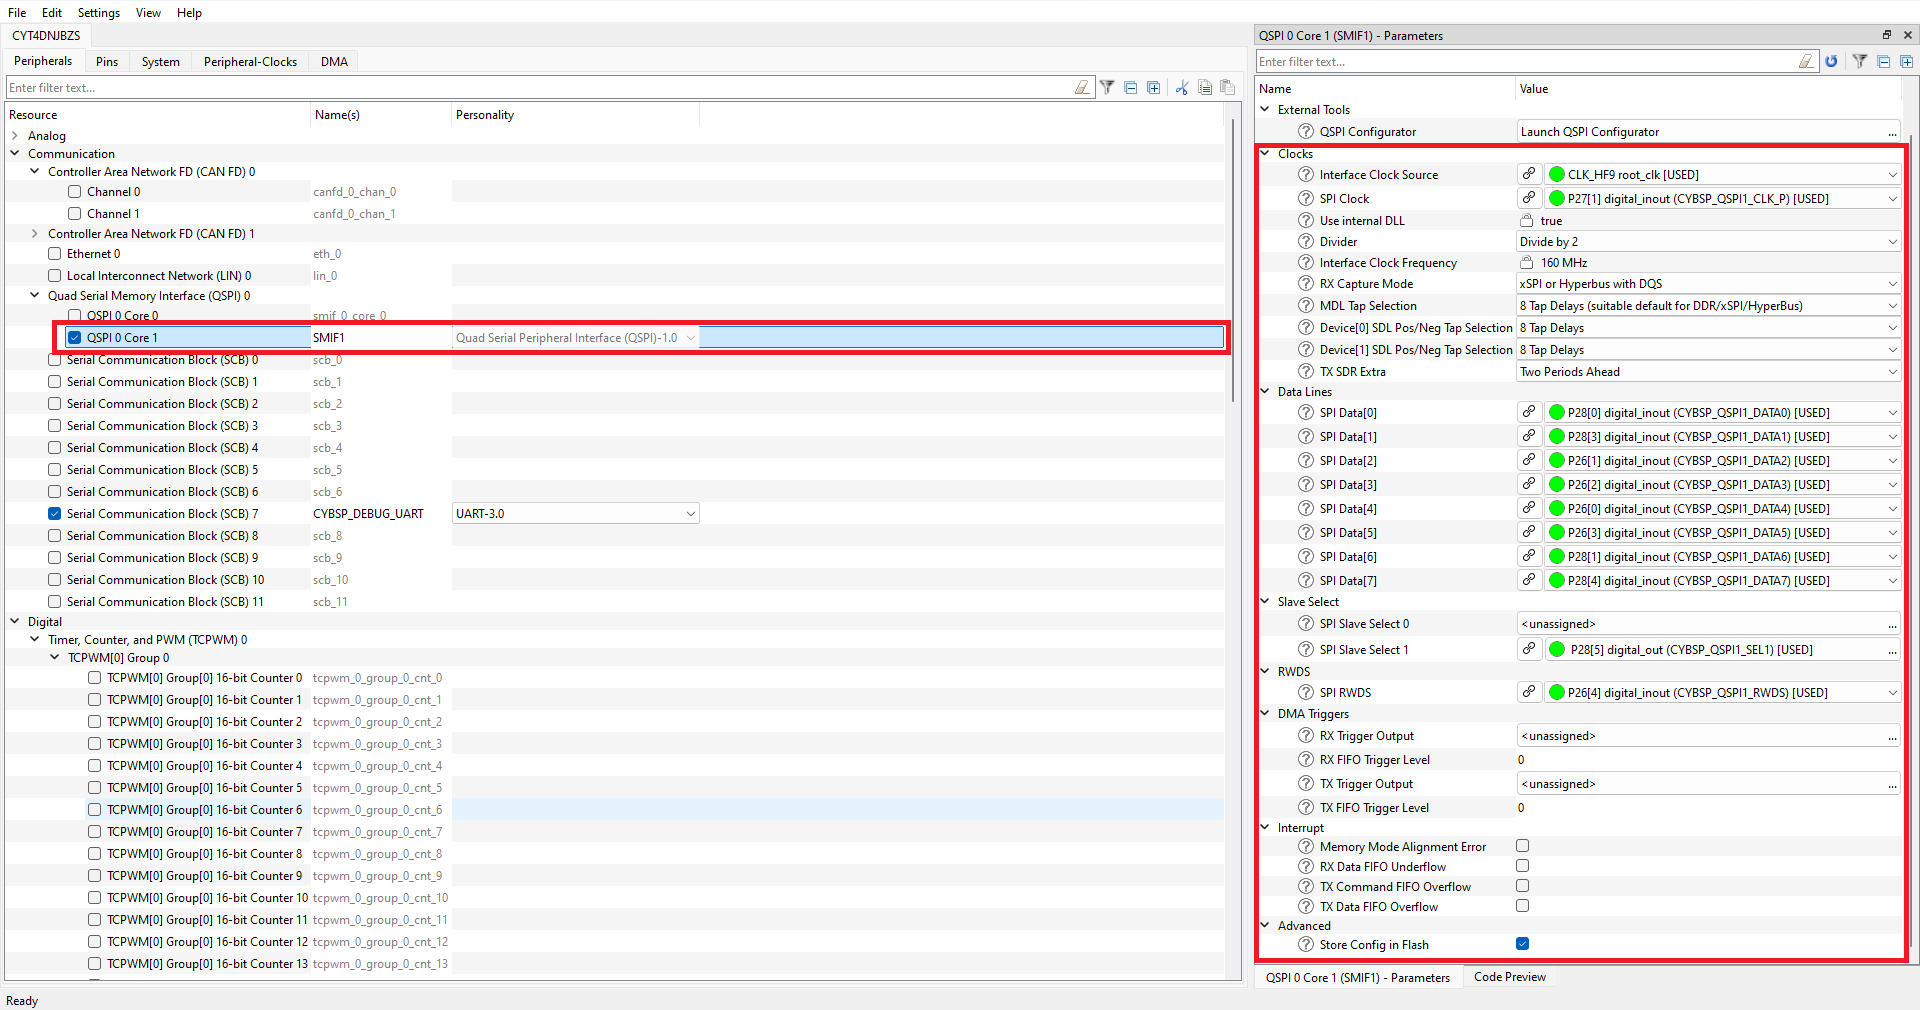 File Edit Settings View Help
CYT4DNJBZS
Peripherals Pins System Peripheral-Clocks DMA
Enter filter text...
Resource Name(s) Personality
Analog
Communication
Controller Area Network FD (CAN FD) 0
Channel 0 canfd_0_chan_0
Channel 1 canfd_0_chan_1
Controller Area Network FD (CAN FD) 1
Ethernet 0 eth_0
Local Interconnect Network (LIN) 0 lin_0
Quad Serial Memory Interface (QSPI) 0
QSPI 0 Core 0 smif_0_core_0
QSPI 0 Core 1 SMIF1 Quad Serial Peripheral Interface (QSPI)-1.0
Serial Communication Block (SCB) 0 scb_0
Serial Communication Block (SCB) 1 scb_1
Serial Communication Block (SCB) 2 scb_2
Serial Communication Block (SCB) 3 scb_3
Serial Communication Block (SCB) 4 scb_4
Serial Communication Block (SCB) 5 scb_5
Serial Communication Block (SCB) 6 scb_6
Serial Communication Block (SCB) 7 CYBSP_DEBUG_UART UART-3.0
Serial Communication Block (SCB) 8 scb_8
Serial Communication Block (SCB) 9 scb_9
Serial Communication Block (SCB) 10 scb_10
Serial Communication Block (SCB) 11 scb_11
Digital
Timer, Counter, and PWM (TCPWM) 0
TCPWM[0] Group 0
TCPWM[0] Group[0] 16-bit Counter 0 tcpwm_0_group_0_cnt_0
TCPWM[0] Group[0] 16-bit Counter 1 tcpwm_0_group_0_cnt_1
TCPWM[0] Group[0] 16-bit Counter 2 tcpwm_0_group_0_cnt_2
TCPWM[0] Group[0] 16-bit Counter 3 tcpwm_0_group_0_cnt_3
TCPWM[0] Group[0] 16-bit Counter 4 tcpwm_0_group_0_cnt_4
TCPWM[0] Group[0] 16-bit Counter 5 tcpwm_0_group_0_cnt_5
TCPWM[0] Group[0] 16-bit Counter 6 tcpwm_0_group_0_cnt_6
TCPWM[0] Group[0] 16-bit Counter 7 tcpwm_0_group_0_cnt_7
TCPWM[0] Group[0] 16-bit Counter 8 tcpwm_0_group_0_cnt_8
TCPWM[0] Group[0] 16-bit Counter 9 tcpwm_0_group_0_cnt_9
TCPWM[0] Group[0] 16-bit Counter 10 tcpwm_0_group_0_cnt_10
TCPWM[0] Group[0] 16-bit Counter 11 tcpwm_0_group_0_cnt_11
TCPWM[0] Group[0] 16-bit Counter 12 tcpwm_0_group_0_cnt_12
TCPWM[0] Group[0] 16-bit Counter 13 tcpwm_0_group_0_cnt_13
Ready
QSPI 0 Core 1 (SMIF1) - Parameters
Enter filter text...
Name Value
External Tools
QSPI Configurator Launch QSPI Configurator ...
Clocks
Interface Clock Source CLK_HF9 root_clk [USED]
SPI Clock P27[1] digital_inout (CYBSP_QSPI1_CLK_P) [USED]
Use internal DLL true
Divider Divide by 2
Interface Clock Frequency 160 MHz
RX Capture Mode xSPI or Hyperbus with DQS
MDL Tap Selection 8 Tap Delays (suitable default for DDR/xSPI/HyperBus)
Device[0] SDL Pos/Neg Tap Selection 8 Tap Delays
Device[1] SDL Pos/Neg Tap Selection 8 Tap Delays
TX SDR Extra Two Periods Ahead
Data Lines
SPI Data[0] P28[0] digital_inout (CYBSP_QSPI1_DATA0) [USED]
SPI Data[1] P28[3] digital_inout (CYBSP_QSPI1_DATA1) [USED]
SPI Data[2] P26[1] digital_inout (CYBSP_QSPI1_DATA2) [USED]
SPI Data[3] P26[2] digital_inout (CYBSP_QSPI1_DATA3) [USED]
SPI Data[4] P26[0] digital_inout (CYBSP_QSPI1_DATA4) [USED]
SPI Data[5] P26[3] digital_inout (CYBSP_QSPI1_DATA5) [USED]
SPI Data[6] P28[1] digital_inout (CYBSP_QSPI1_DATA6) [USED]
SPI Data[7] P28[4] digital_inout (CYBSP_QSPI1_DATA7) [USED]
Slave Select
SPI Slave Select 0 <unassigned> ...
SPI Slave Select 1 P28[5] digital_out (CYBSP_QSPI1_SEL1) [USED] ...
RWDS
SPI RWDS P26[4] digital_inout (CYBSP_QSPI1_RWDS) [USED]
DMA Triggers
RX Trigger Output <unassigned> ...
RX FIFO Trigger Level 0
TX Trigger Output <unassigned> ...
TX FIFO Trigger Level 0
Interrupt
Memory Mode Alignment Error
RX Data FIFO Underflow
TX Command FIFO Overflow
TX Data FIFO Overflow
Advanced
Store Config in Flash
QSPI 0 Core 1 (SMIF1) - Parameters Code Preview